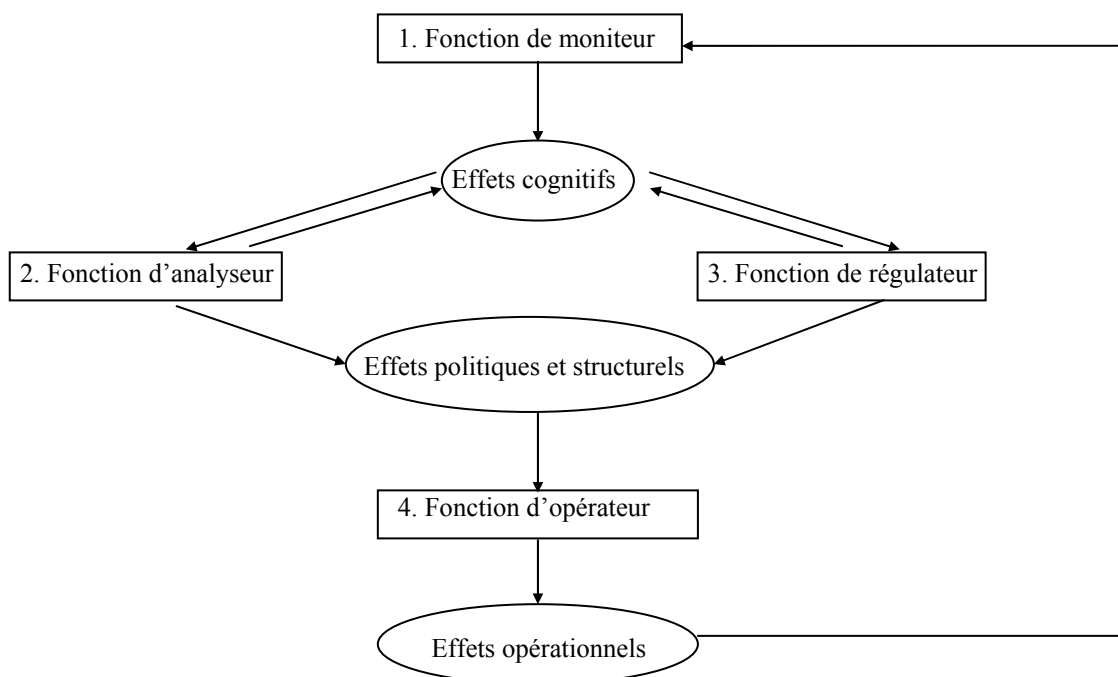 1. Fonction de moniteur
Effets cognitifs
2. Fonction d’analyseur
3. Fonction de régulateur
Effets politiques et structurels
4. Fonction d’opérateur
Effets opérationnels